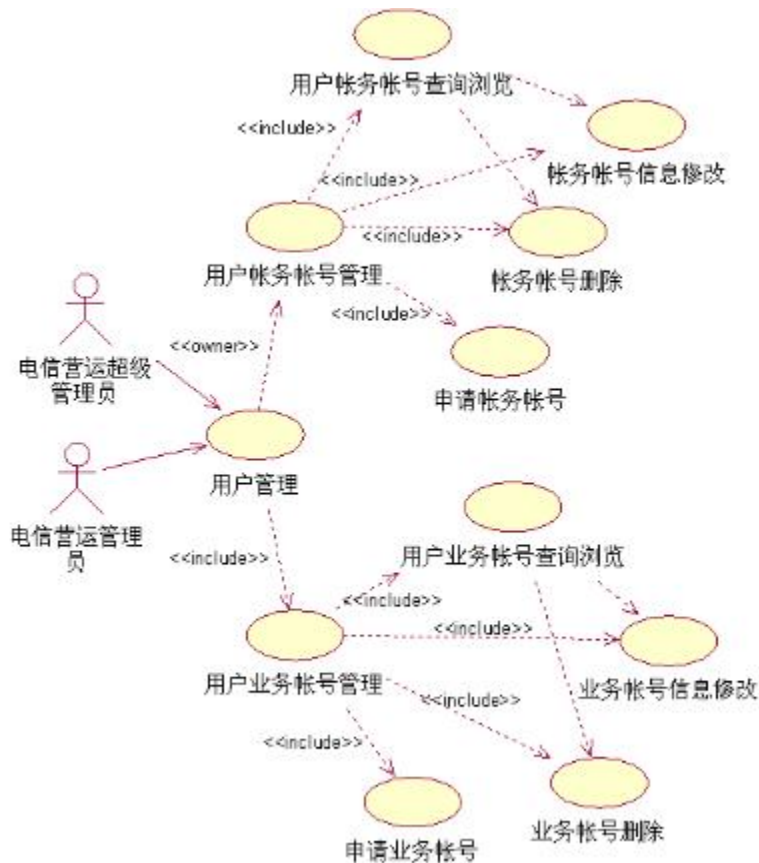 用户帐务帐号查询浏览
<<include>>
帐务帐号信息修改
<<include>>
<<include>>
用户帐务帐号管理
帐务帐号删除
<<include>>
<<owner>>
电信营运超级
管理员
申请帐务帐号
用户管理
电信营运管理
员
<<include>>
用户业务帐号查询浏览
<<include>>
<<include>>
用户业务帐号管理
业务帐号信息修改
<<include>>
<<include>>
业务帐号删除
申请业务帐号